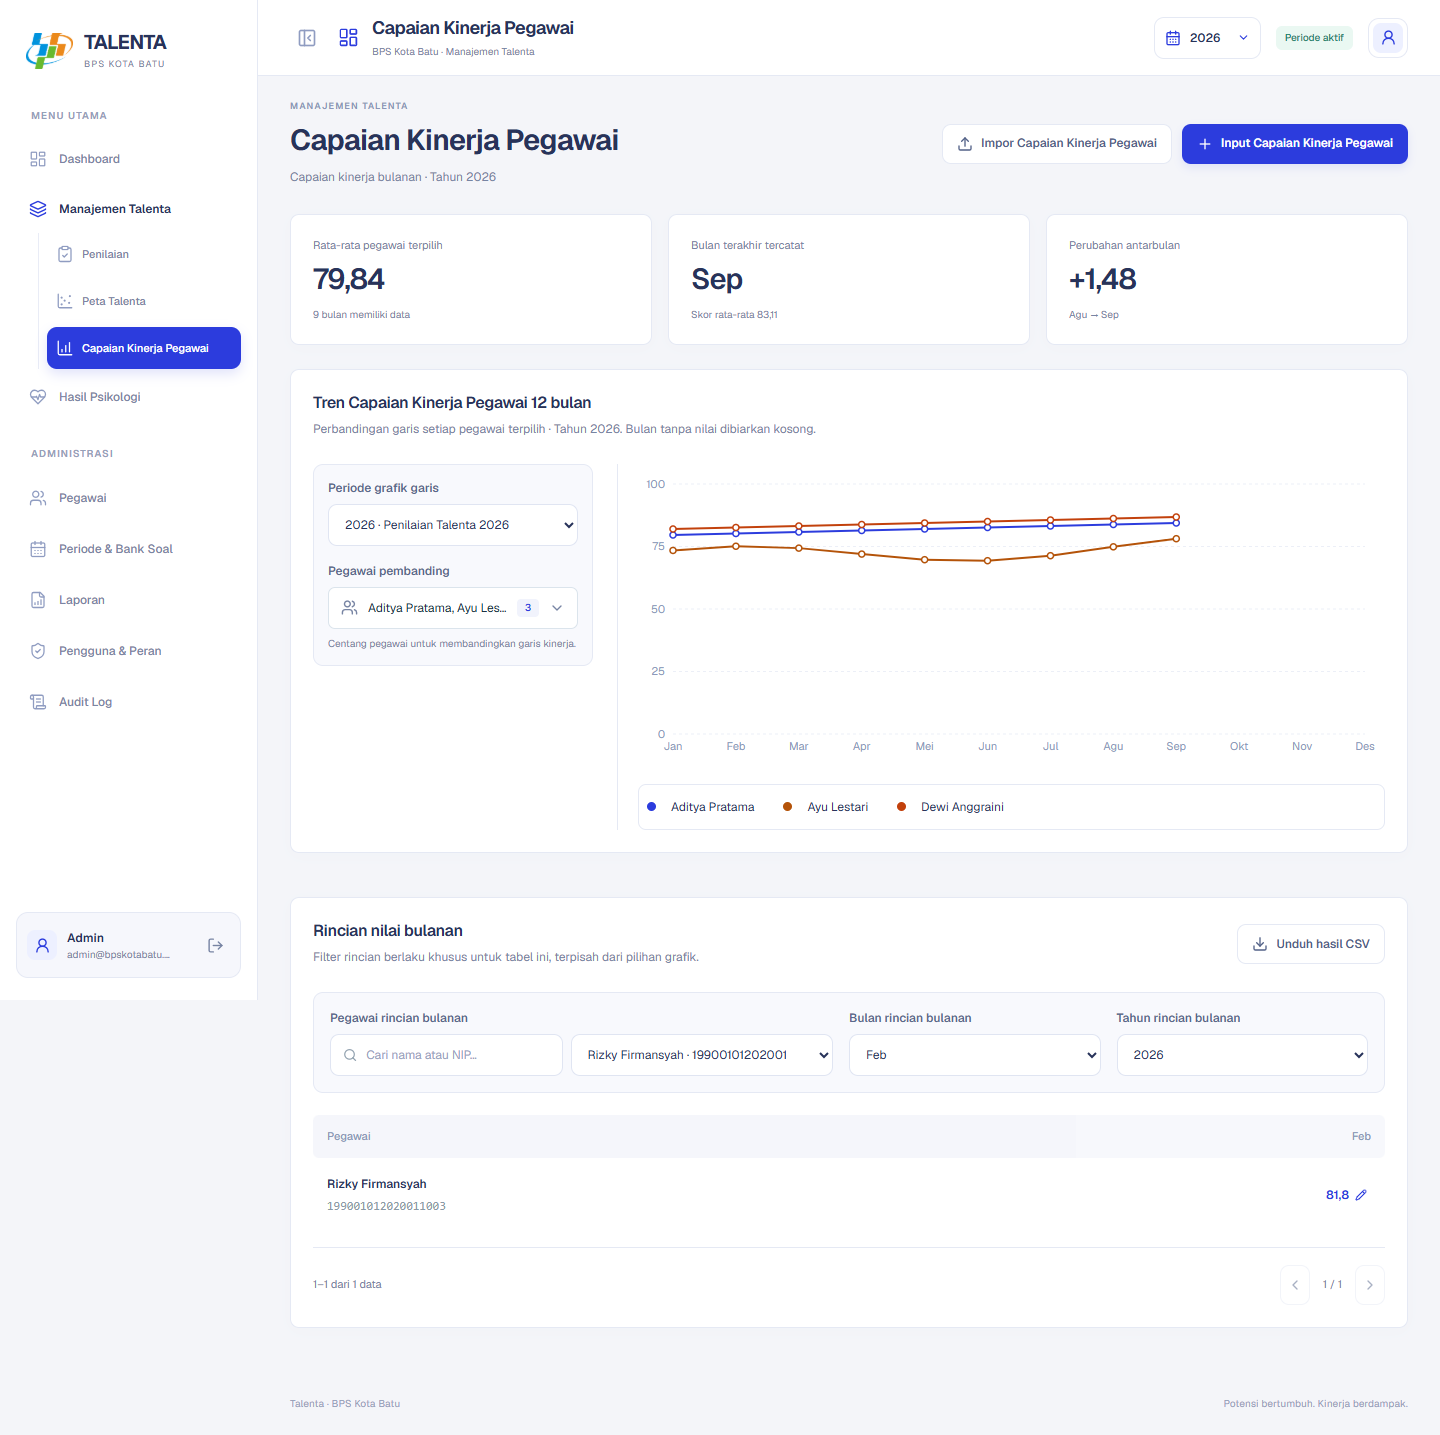 TALENTA
BPS KOTA BATU
MENU UTAMA
Dashboard
Manajemen Talenta
Penilaian
Peta Talenta
Capaian Kinerja Pegawai
Hasil Psikologi
ADMINISTRASI
Pegawai
Periode & Bank Soal
Laporan
Pengguna & Peran
Audit Log
Admin
admin@bpskotabatu....
Capaian Kinerja Pegawai
BPS Kota Batu · Manajemen Talenta
2026
Periode aktif
MANAJEMEN TALENTA
Capaian Kinerja Pegawai
Capaian kinerja bulanan · Tahun 2026
Impor Capaian Kinerja Pegawai
Input Capaian Kinerja Pegawai
Rata-rata pegawai terpilih
79,84
9 bulan memiliki data
Bulan terakhir tercatat
Sep
Skor rata-rata 83,11
Perubahan antarbulan
+1,48
Agu → Sep
Tren Capaian Kinerja Pegawai 12 bulan
Perbandingan garis setiap pegawai terpilih · Tahun 2026. Bulan tanpa nilai dibiarkan kosong.
Periode grafik garis
2026 · Penilaian Talenta 2026
Pegawai pembanding
Aditya Pratama, Ayu Les... 3
Centang pegawai untuk membandingkan garis kinerja.
100
75
50
25
0
Jan Feb Mar Apr Mei Jun Jul Agu Sep Okt Nov Des
Aditya Pratama Ayu Lestari Dewi Anggraini
Rincian nilai bulanan
Filter rincian berlaku khusus untuk tabel ini, terpisah dari pilihan grafik.
Unduh hasil CSV
Pegawai rincian bulanan Bulan rincian bulanan Tahun rincian bulanan
Cari nama atau NIP... Rizky Firmansyah · 19900101202001 Feb 2026
Pegawai Feb
Rizky Firmansyah
199001012020011003
81,8
1–1 dari 1 data
1 / 1
Talenta · BPS Kota Batu
Potensi bertumbuh. Kinerja berdampak.